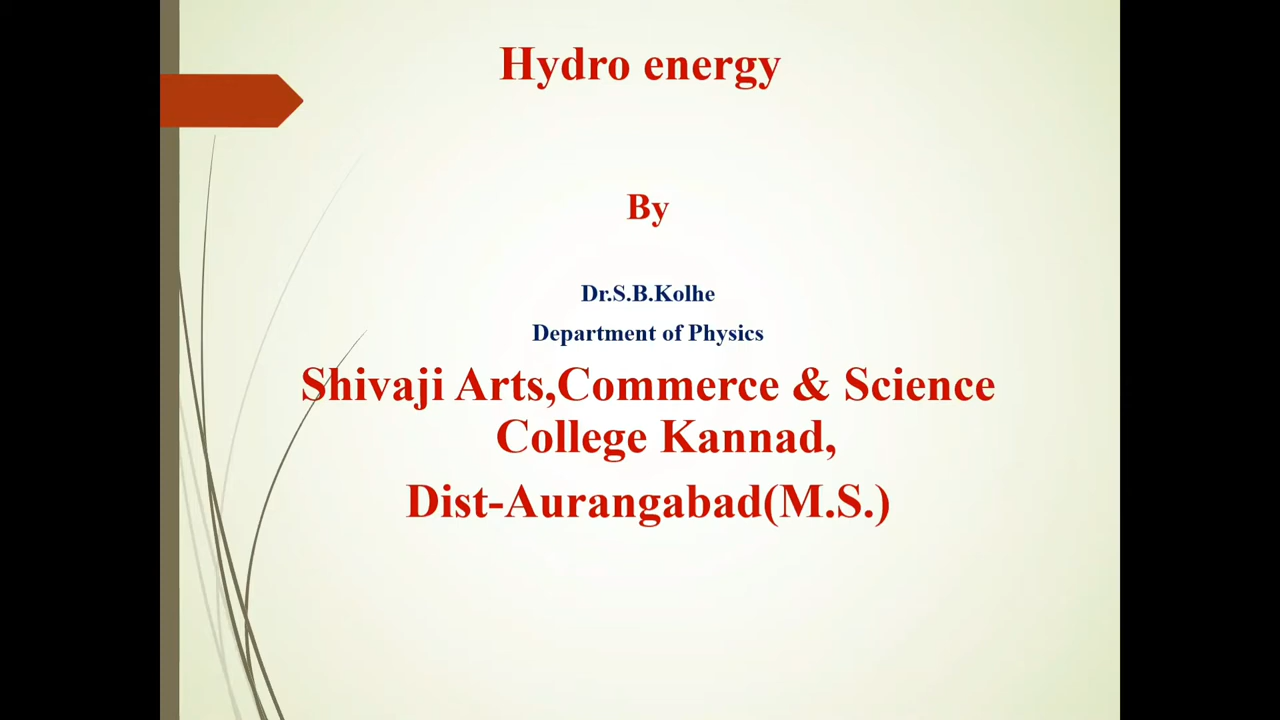 Hydro energy
By
Dr.S.B.Kolhe
Department of Physics
Shivaji Arts,Commerce & Science
College Kannad,
Dist-Aurangabad(M.S.)